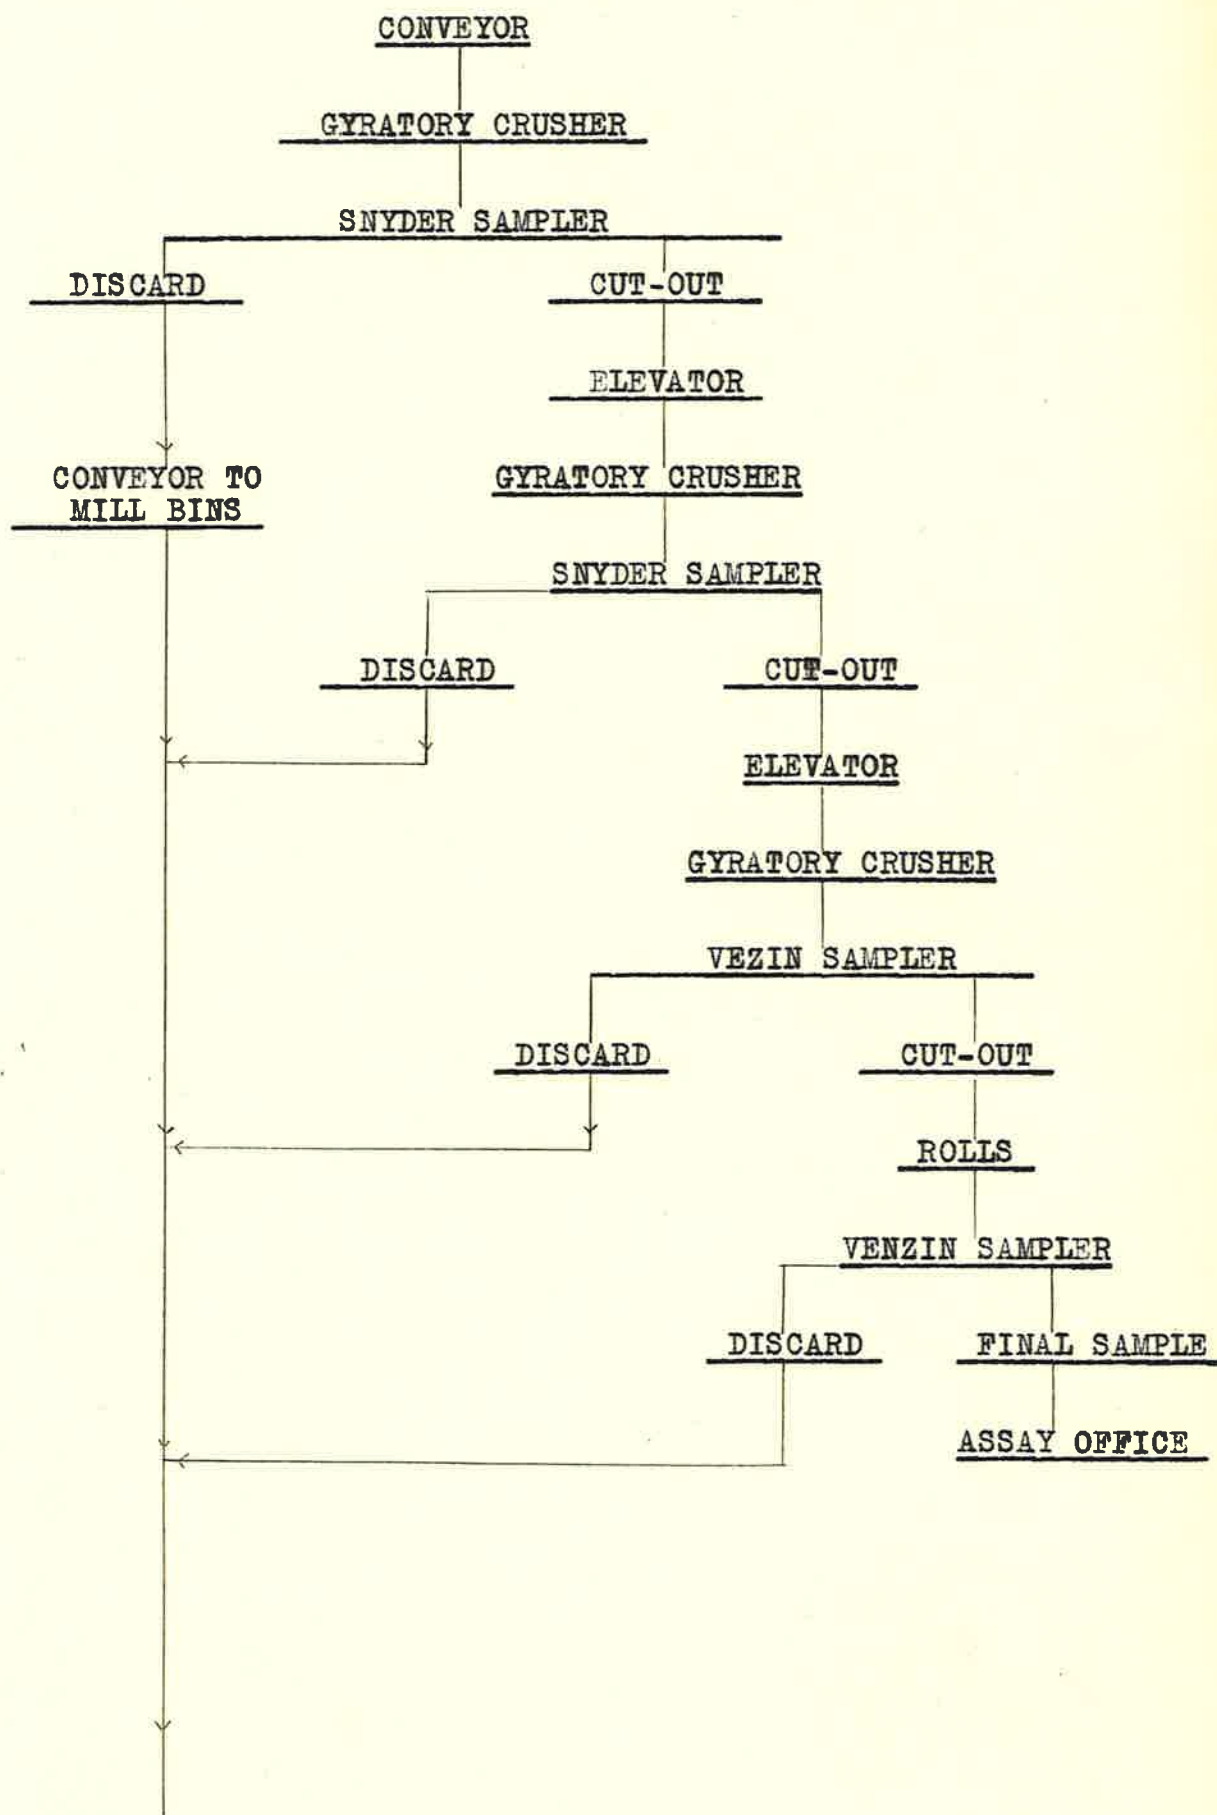 CONVEYOR
GYRATORY CRUSHER
SNYDER SAMPLER
DISCARD
CUT-OUT
ELEVATOR
CONVEYOR TO
MILL BINS
GYRATORY CRUSHER
SNYDER SAMPLER
DISCARD
CUT-OUT
ELEVATOR
GYRATORY CRUSHER
VEZIN SAMPLER
DISCARD
CUT-OUT
ROLLS
VENZIN SAMPLER
DISCARD
FINAL SAMPLE
ASSAY OFFICE